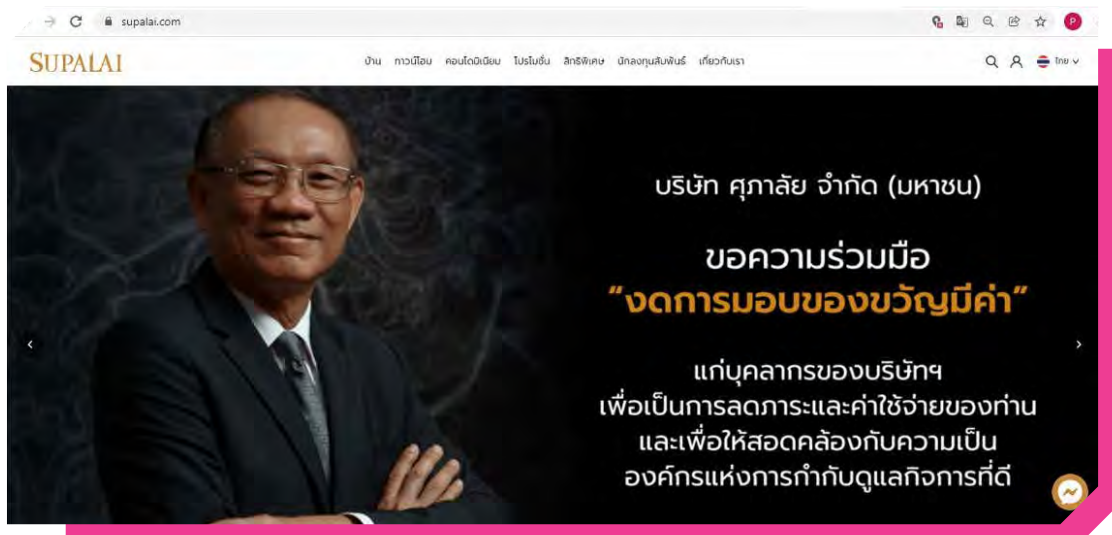 supalai.com
P
SUPALAI
บ้าน ทาวน์โฮม คอนโดมิเนียม โปรโมชั่น สิทธิพิเศษ นักลงทุนสัมพันธ์ เกี่ยวกับเรา
ไทย
บริษัท ศุภาลัย จำกัด (มหาชน)
ขอความร่วมมือ
“งดการมอบของขวัญมีค่า”
แก่บุคลากรของบริษัทฯ
เพื่อเป็นการลดภาระและค่าใช้จ่ายของท่าน
และเพื่อให้สอดคล้องกับความเป็น
องค์กรแห่งการกำกับดูแลกิจการที่ดี